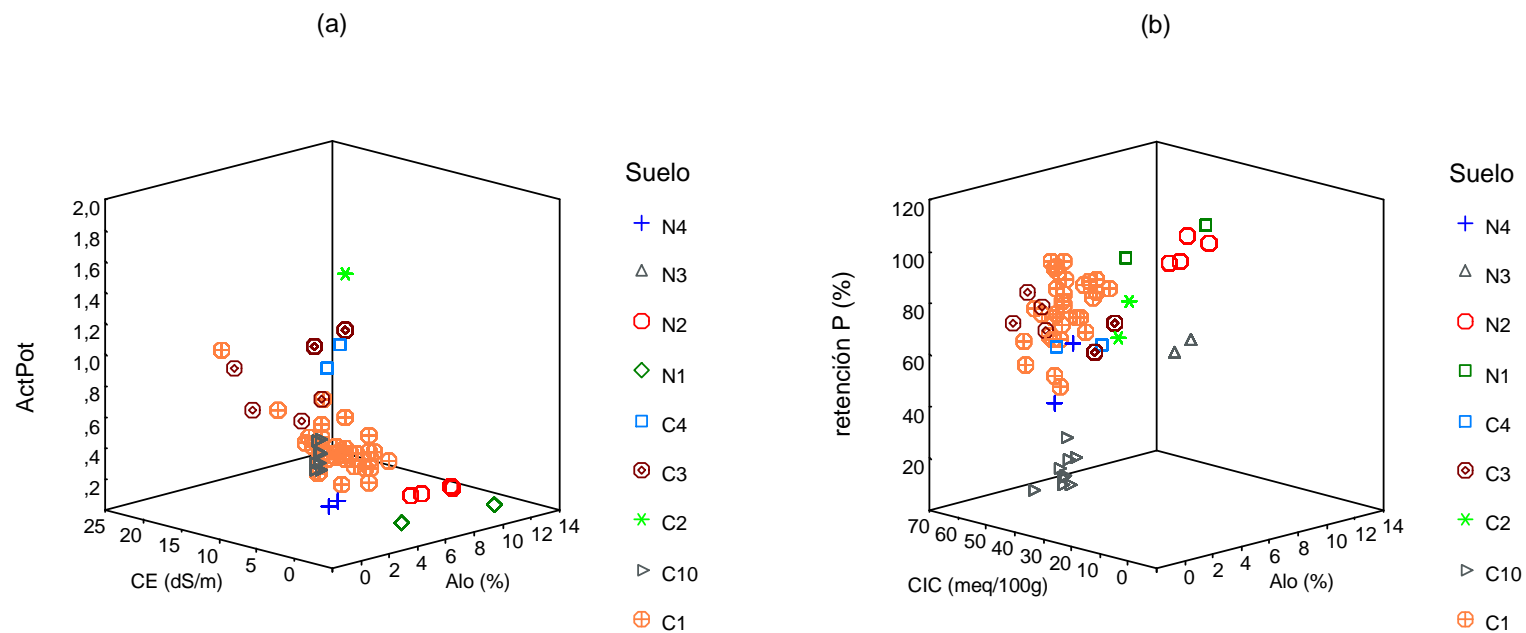 (a)
2,0
1,8
1,6
1,4
1,2
1,0
,8
,6
,4
,2
ActPot
25
20
15
10
5
0
CE (dS/m)
0
2
4
6
8
10
12
14
Alo (%)
Suelo
N4
N3
N2
N1
C4
C3
C2
C10
C1
(b)
120
100
80
60
40
20
retención P (%)
70
60
50
40
30
20
10
0
CIC (meq/100g)
0
2
4
6
8
10
12
14
Alo (%)
Suelo
N4
N3
N2
N1
C4
C3
C2
C10
C1